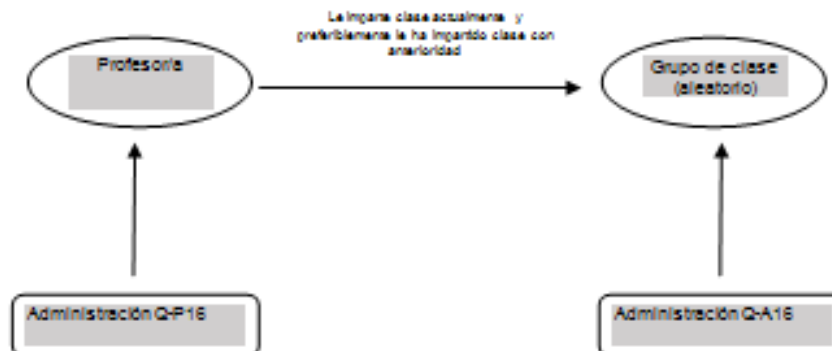 Le imparte clase actualmente y
preferiblemente le ha impartido clase con
anterioridad
Profesor/a
Grupo de clase
(aleatorio)
Administración Q-P16
Administración Q-A16